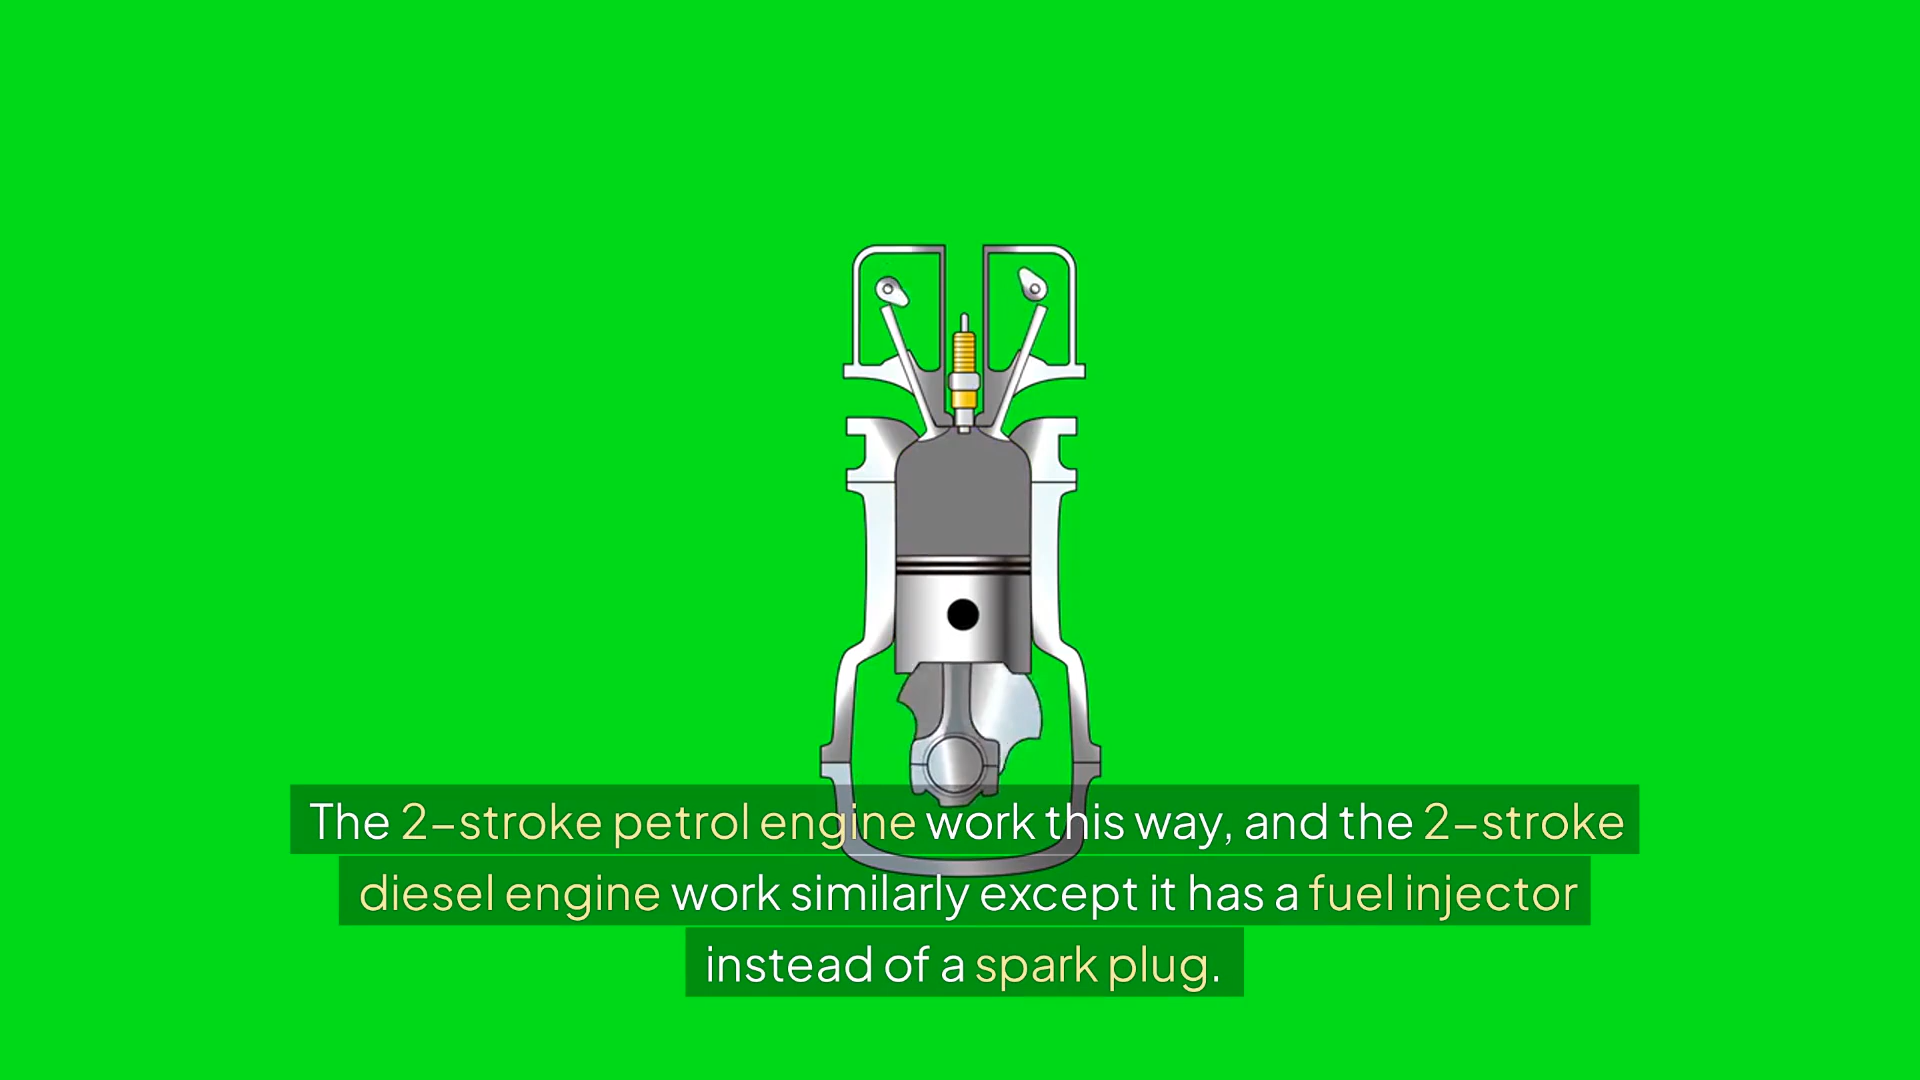 The 2-stroke petrol engine work this way, and the 2-stroke
diesel engine work similarly except it has a fuel injector
instead of a spark plug.